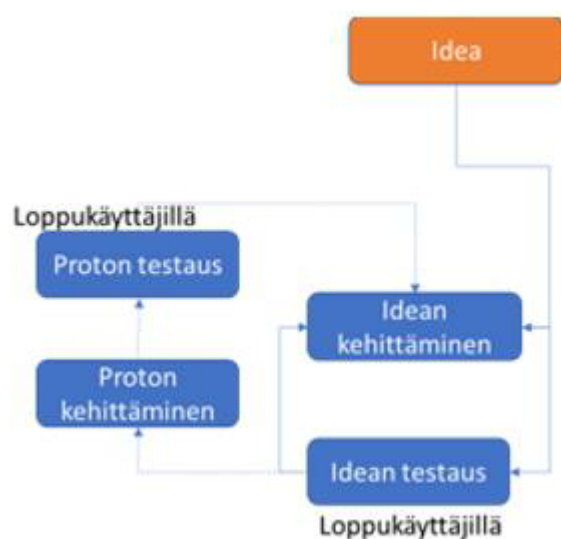 Idea
Loppukäyttäjillä
Proton testaus
Idean
kehittäminen
Proton
kehittäminen
Idean testaus
Loppukäyttäjillä